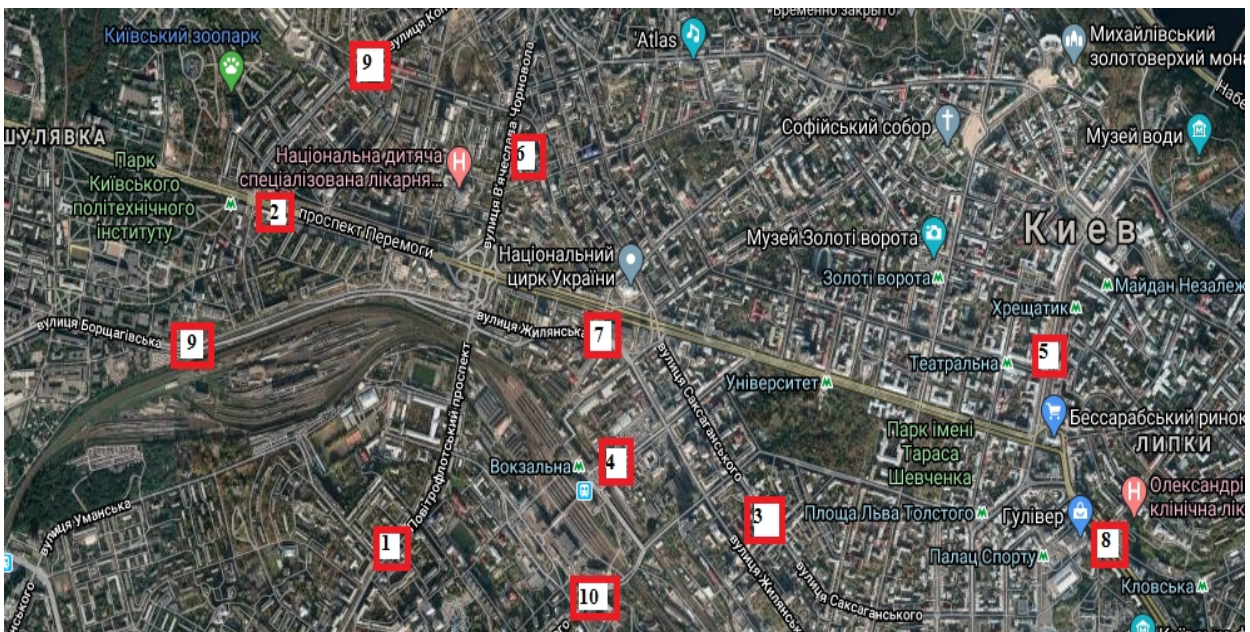 Київський зоопарк
вулиця
9
'Atlas
Михайлівський
золотоверхий мона
вулиця В'ячеслава Чорновола
Софійський собор
Музей води
ШУЛЯВКА
Парк
Київського
політехнічного
інституту
Національна дитяча
спеціалізована лікарня...
6
2
проспект Перемоги
Національний
цирк України
Музей Золоті ворота
Золоті ворота
Киев
Майдан Незалеж
Хрещатик
вулиця Борщагівська
9
вулиця Жилянська
7
5
Театральна
Університет
Бессарабський ринок
ЛИПКИ
Парк імені
Тараса
Шевченка
вулиця Саксаганського
Повітрофлотський проспект
Вокзальна
4
вулиця Уманська
1
3
Площа Льва Толстого
Гулівер
Олександрі
клінічна лік
8
Палац Спорту
Кловська
10
вулиця Жилянськ
вулиця Саксаганського
нського